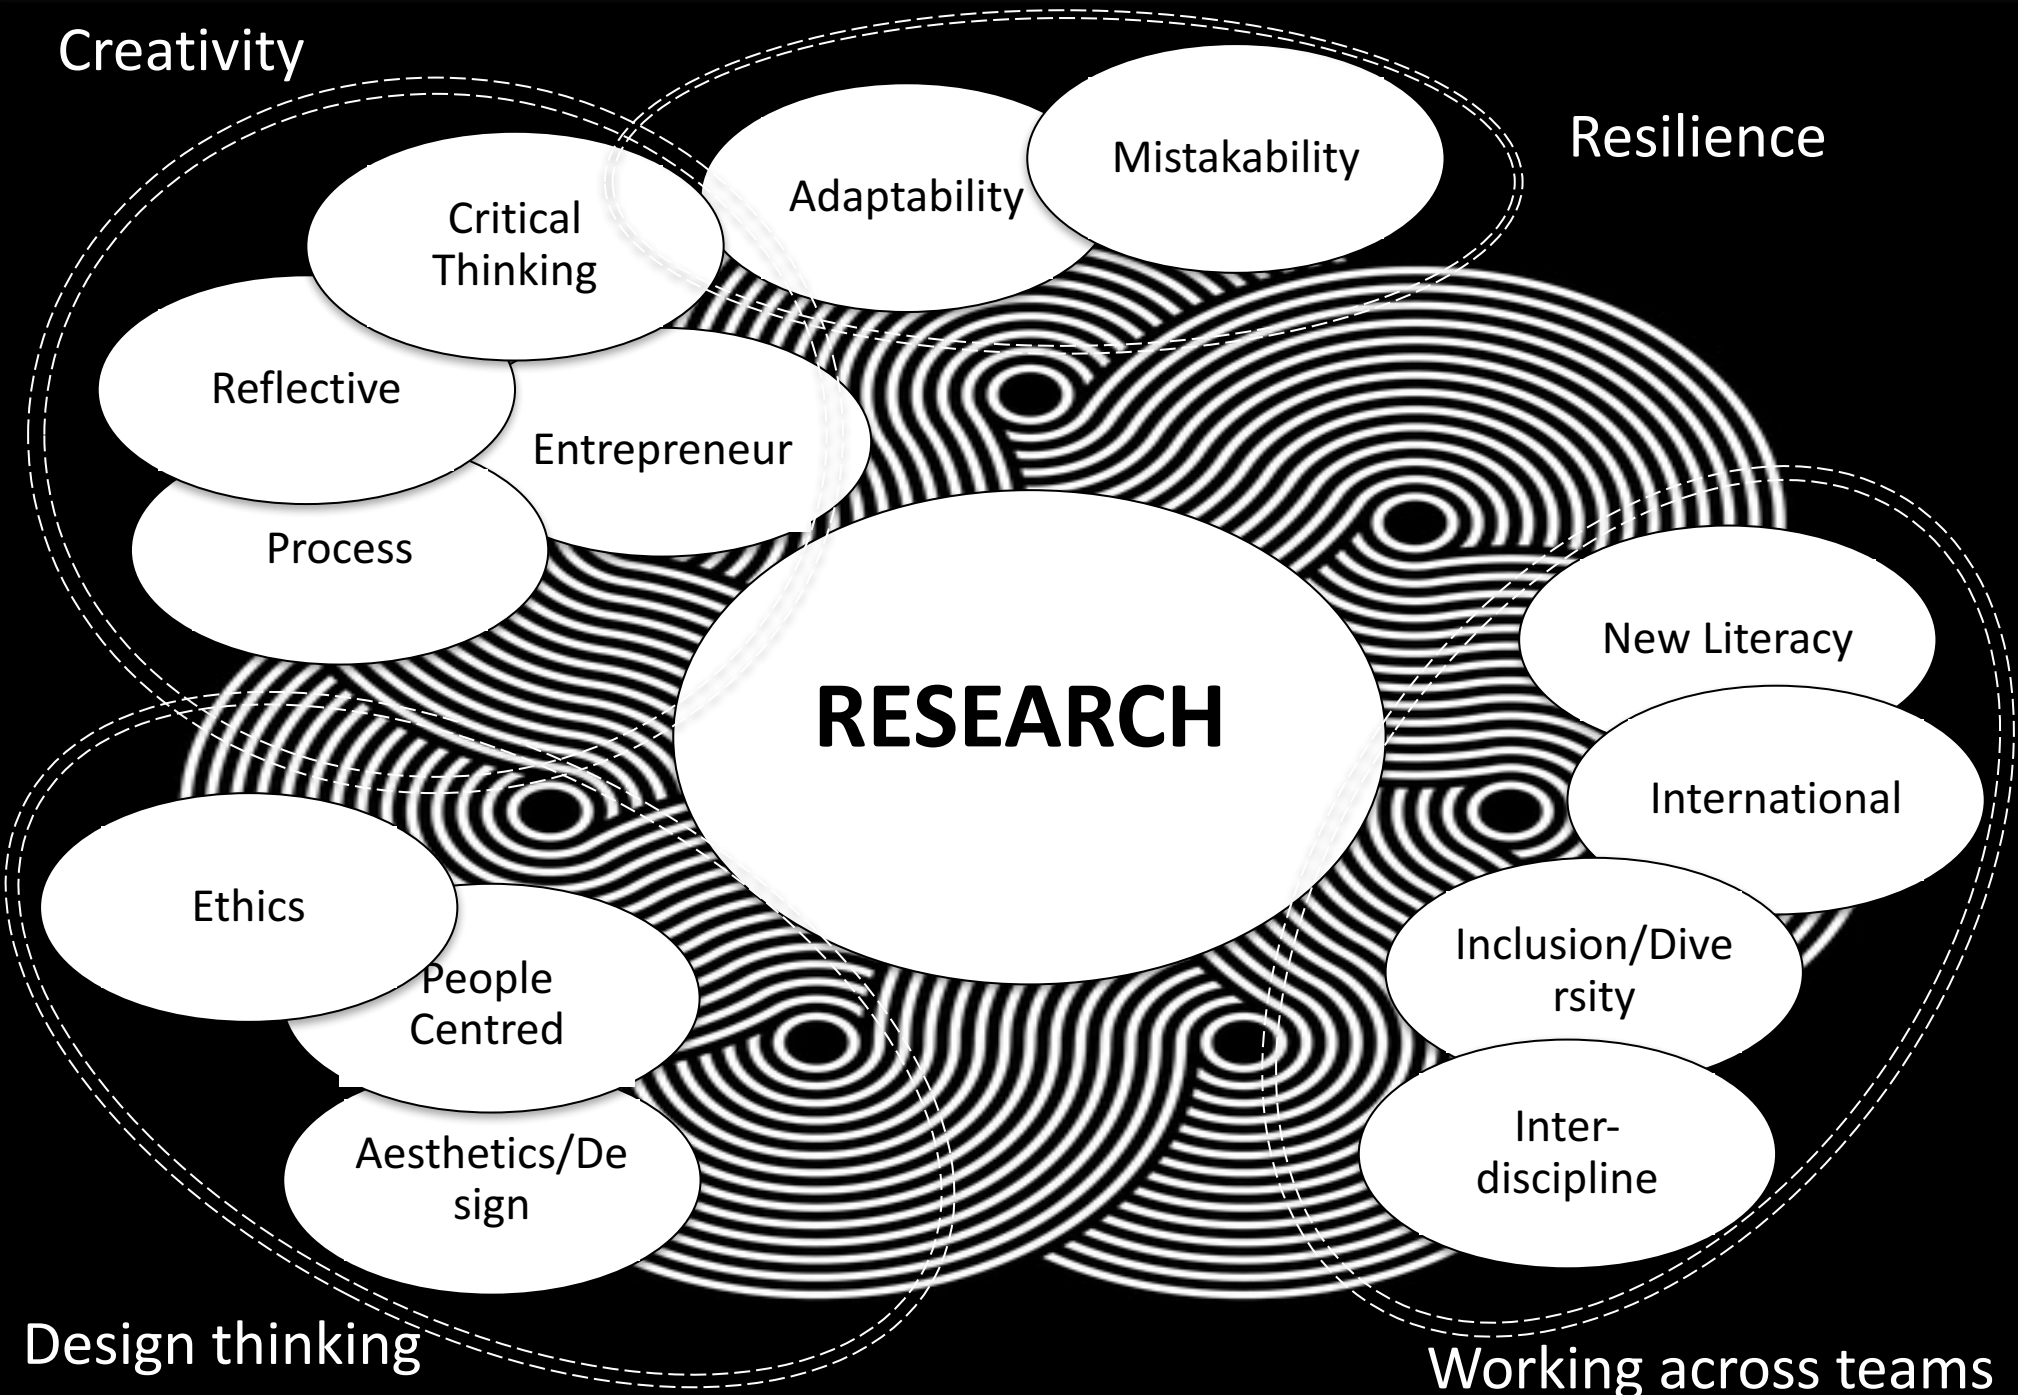 Creativity
Resilience
Mistakability
Adaptability
Critical
Thinking
Reflective
Entrepreneur
Process
RESEARCH
New Literacy
International
Inclusion/Dive
rsity
Inter-
discipline
Ethics
People
Centred
Aesthetics/De
sign
Design thinking
Working across teams